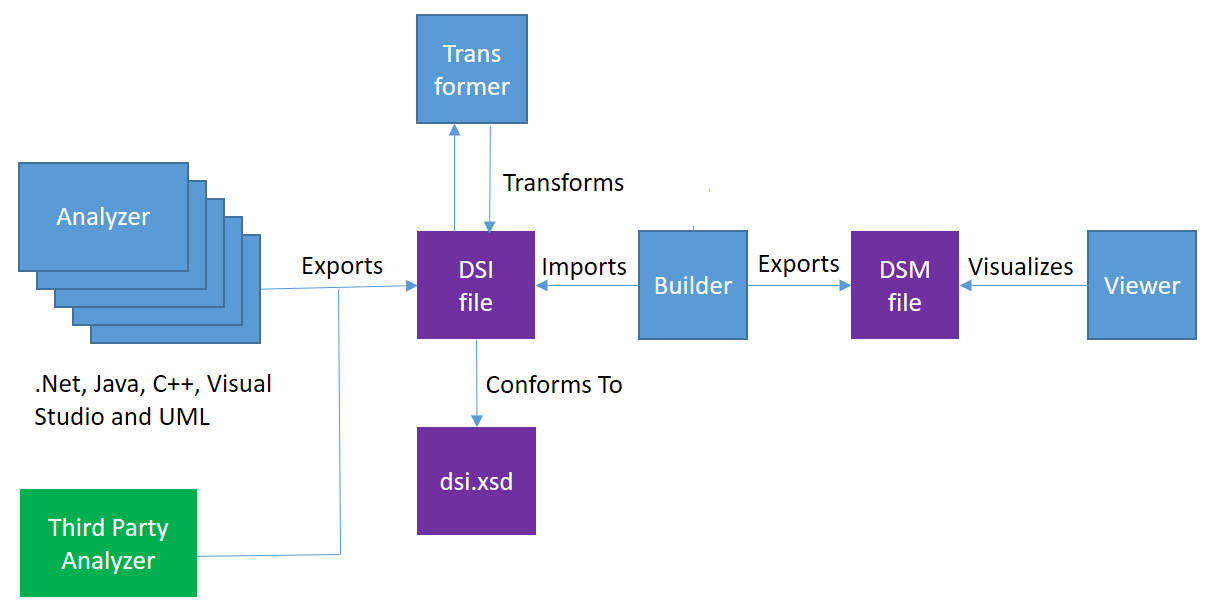 Trans
former
Transforms
Analyzer
Exports
DSI
file
Imports
Builder
Exports
DSM
file
Visualizes
Viewer
.Net, Java, C++, Visual
Studio and UML
Conforms To
dsi.xsd
Third Party
Analyzer